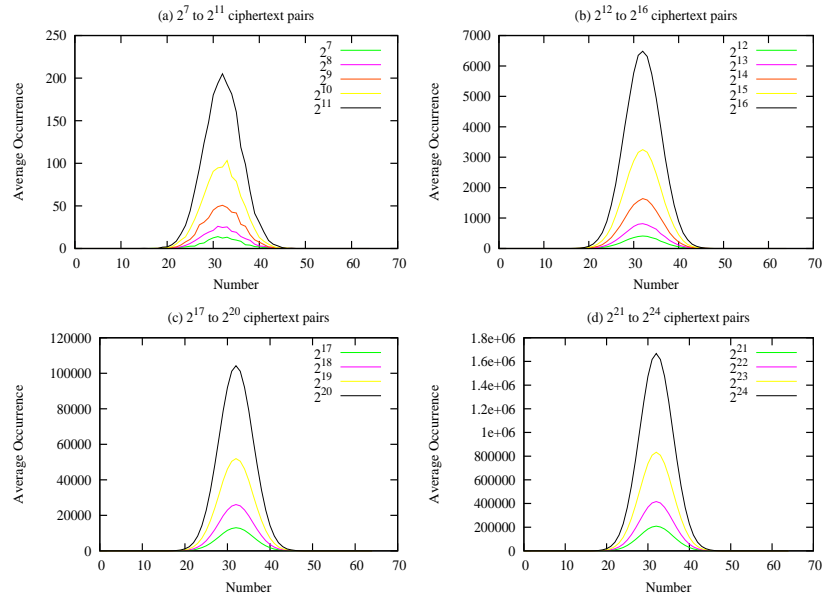 (a) 2^7 to 2^11 ciphertext pairs
250
200
150
100
50
0
0 10 20 30 40 50 60 70
Average Occurrence
Number
2^7
2^8
2^9
2^10
2^11
(b) 2^12 to 2^16 ciphertext pairs
7000
6000
5000
4000
3000
2000
1000
0
0 10 20 30 40 50 60 70
Average Occurrence
Number
2^12
2^13
2^14
2^15
2^16
(c) 2^17 to 2^20 ciphertext pairs
120000
100000
80000
60000
40000
20000
0
0 10 20 30 40 50 60 70
Average Occurrence
Number
2^17
2^18
2^19
2^20
(d) 2^21 to 2^24 ciphertext pairs
1.8e+06
1.6e+06
1.4e+06
1.2e+06
1e+06
800000
600000
400000
200000
0
0 10 20 30 40 50 60 70
Average Occurrence
Number
2^21
2^22
2^23
2^24